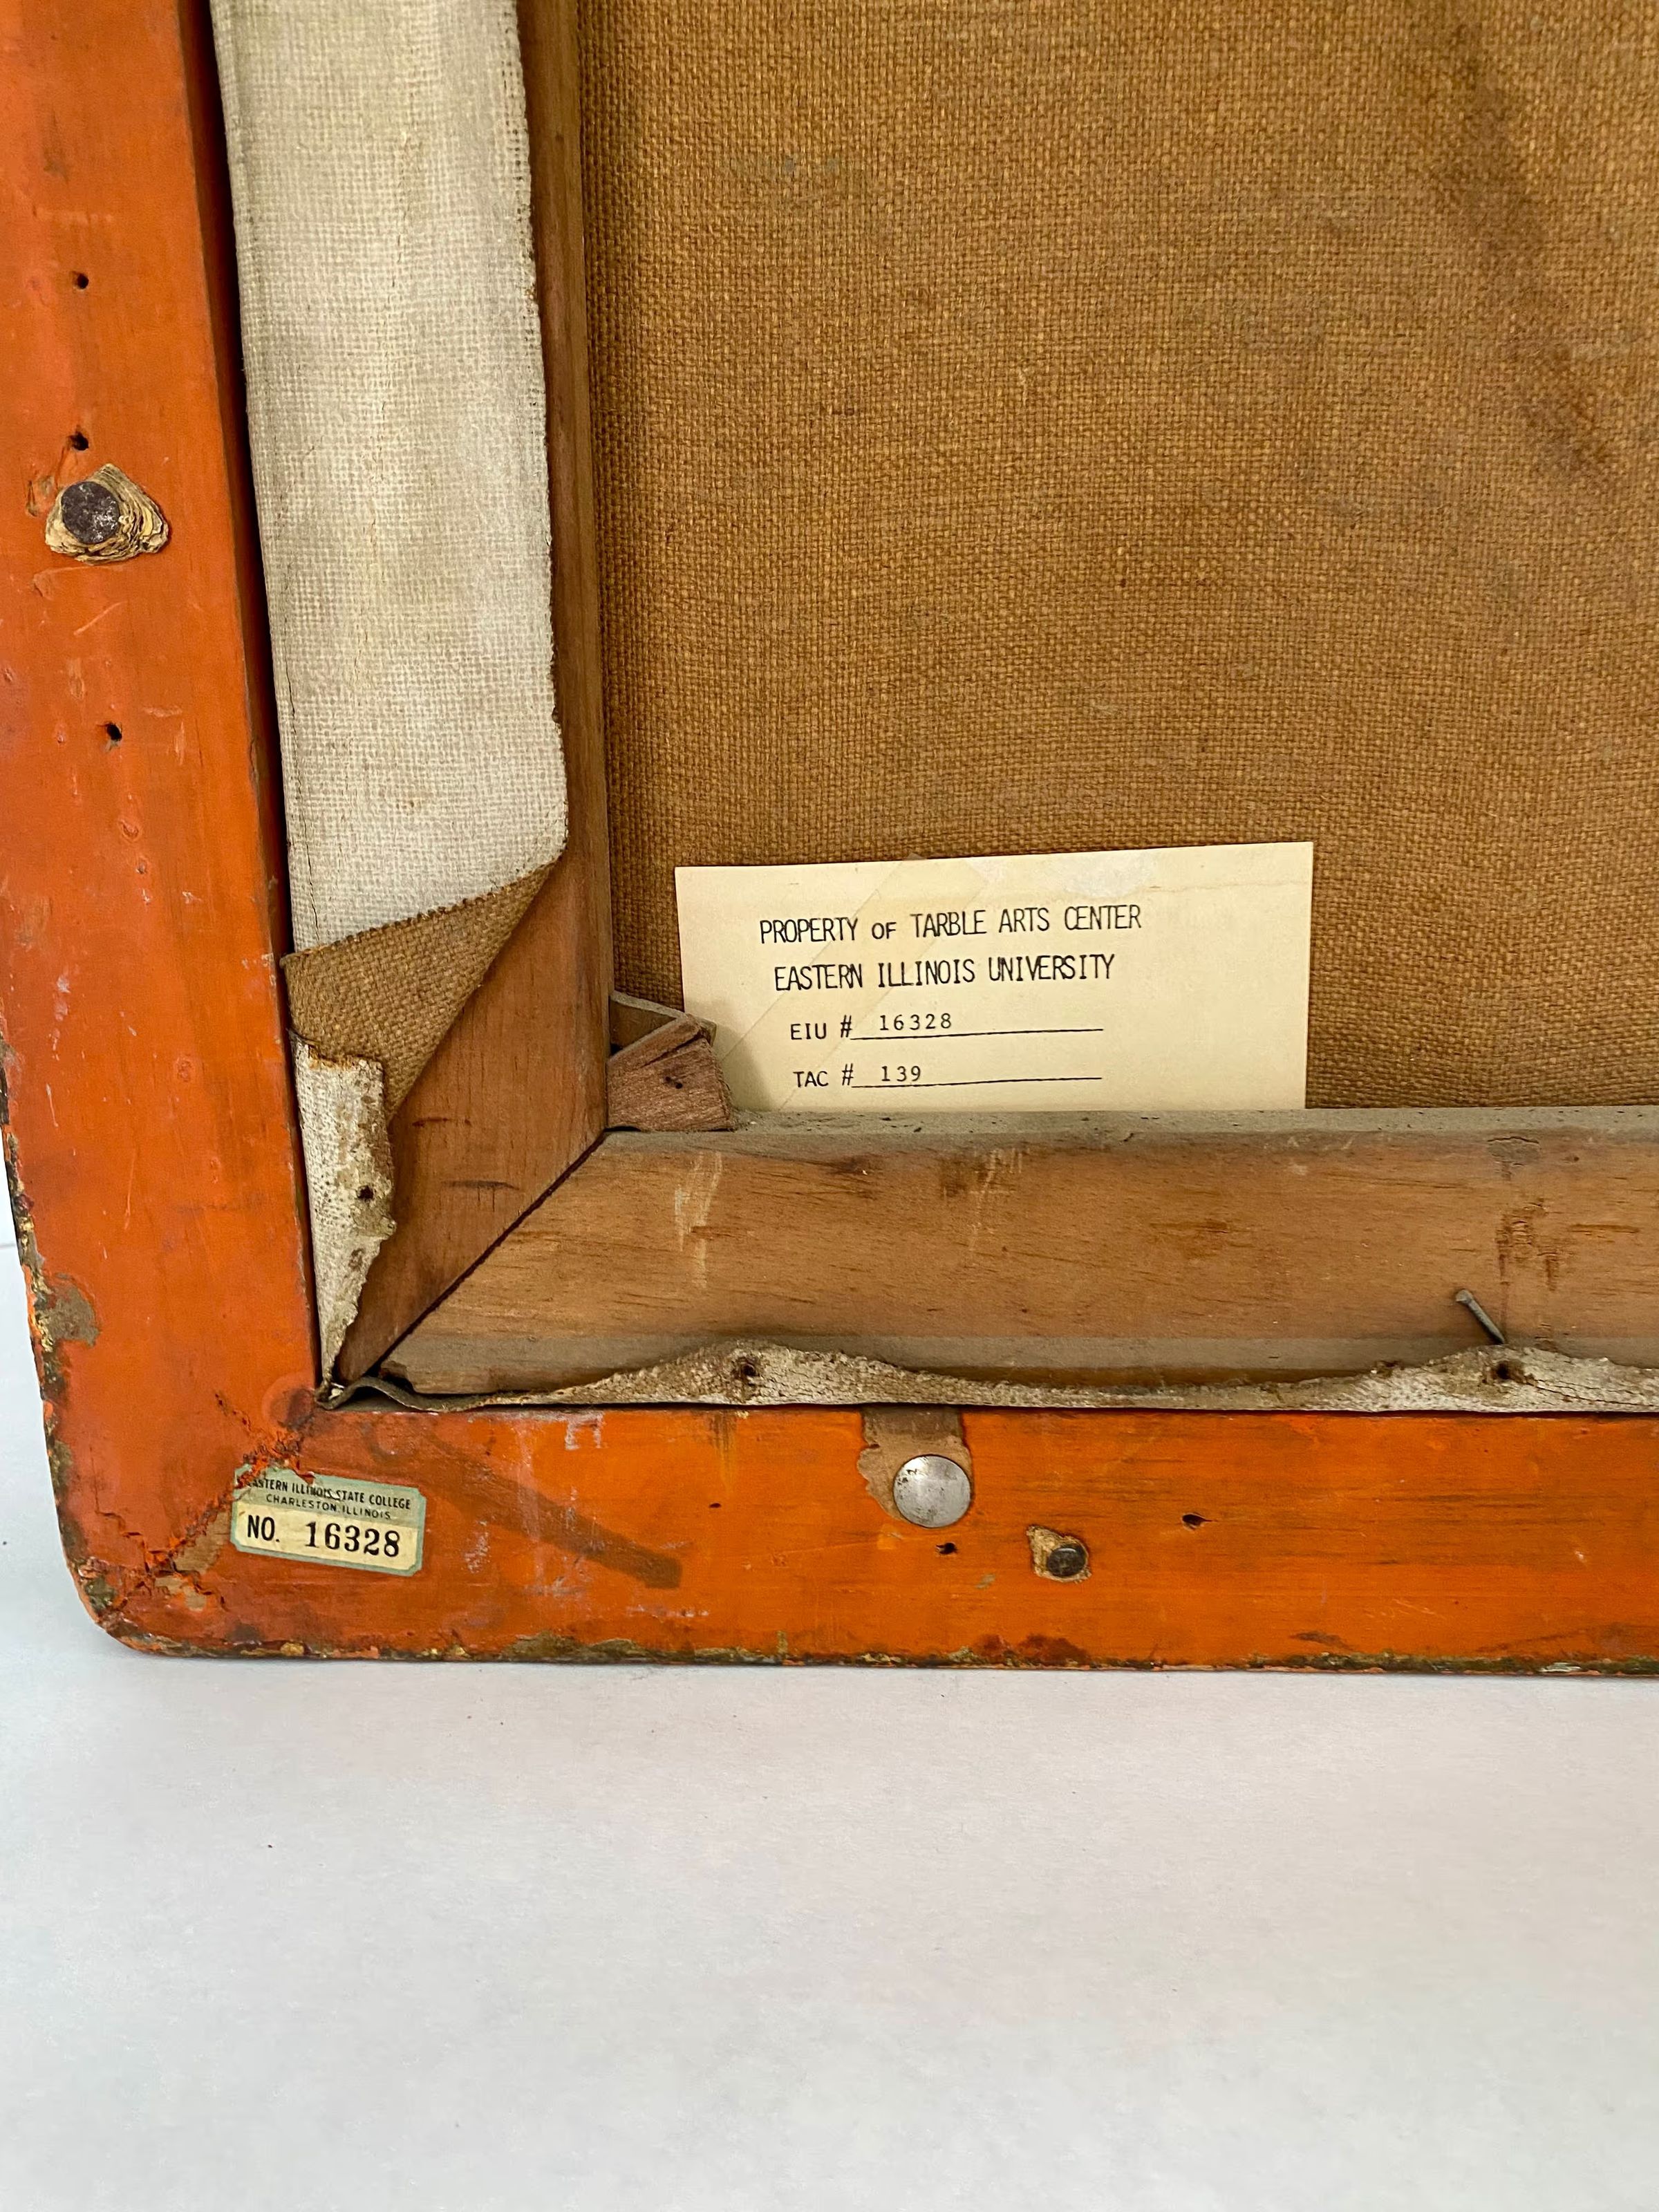 PROPERTY OF TARBLE ARTS CENTER
EASTERN ILLINOIS UNIVERSITY
EIU # 16328
TAC # 139
EASTERN ILLINOIS STATE COLLEGE
CHARLESTON, ILLINOIS
NO. 16328